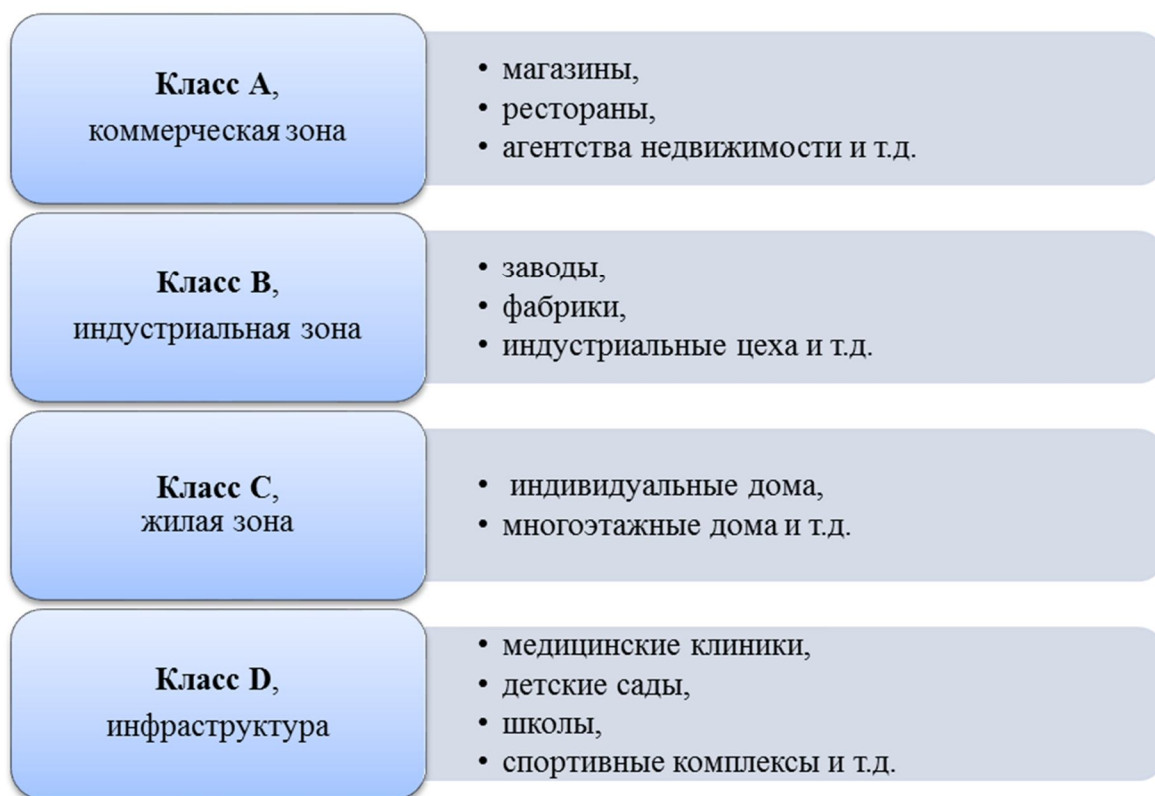 Класс A,
коммерческая зона
• магазины,
• рестораны,
• агентства недвижимости и т.д.
Класс B,
индустриальная зона
• заводы,
• фабрики,
• индустриальные цеха и т.д.
Класс C,
жилая зона
• индивидуальные дома,
• многоэтажные дома и т.д.
Класс D,
инфраструктура
• медицинские клиники,
• детские сады,
• школы,
• спортивные комплексы и т.д.